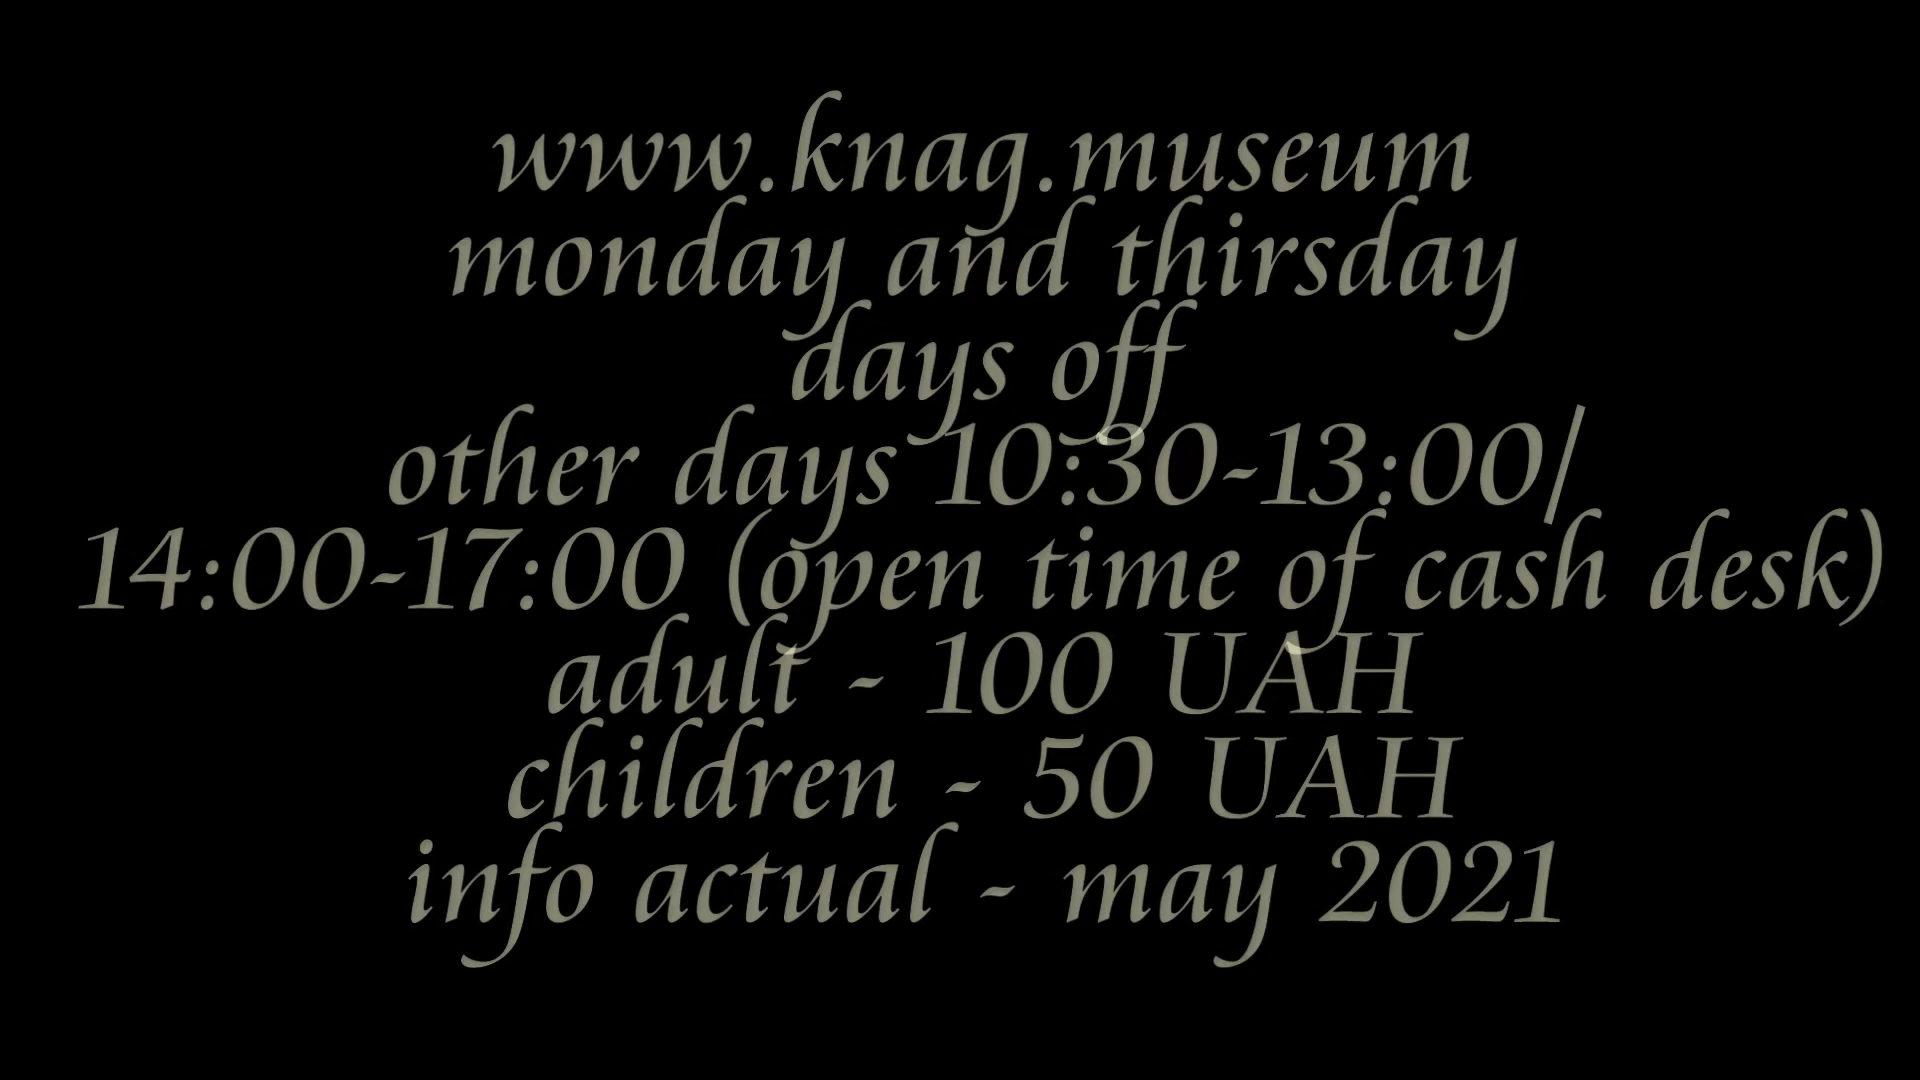 www.knag.museum
monday and thirsday
days off
other days 10:30-13:00/
14:00-17:00 (open time of cash desk)
adult - 100 UAH
children - 50 UAH
info actual - may 2021